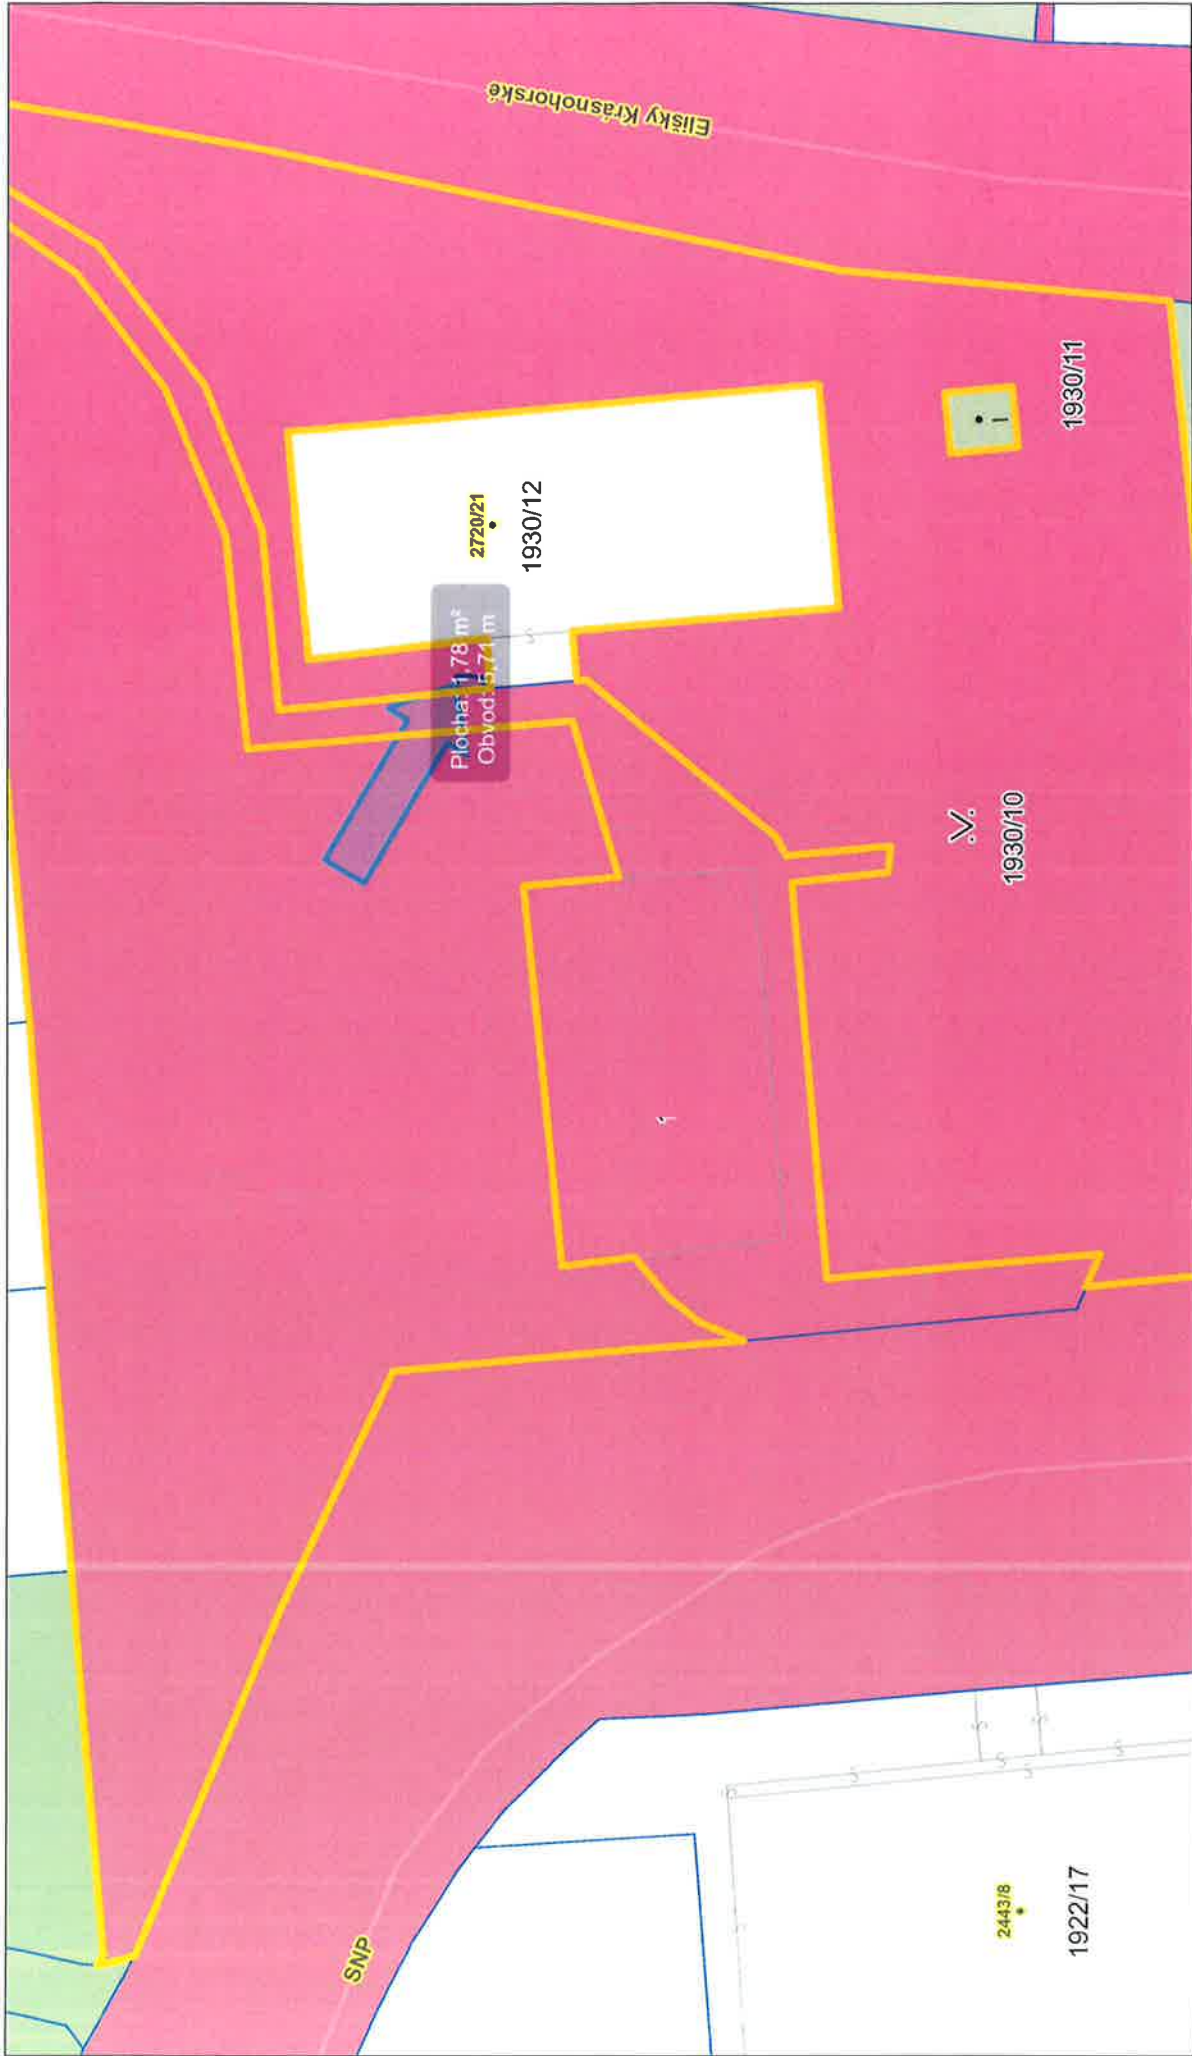 Elišky Krásnohorské
2720/21
1930/12
Plocha: 1,78 m²
Obvod: 5,71 m
1930/11
1930/10
SNP
2443/8
1922/17